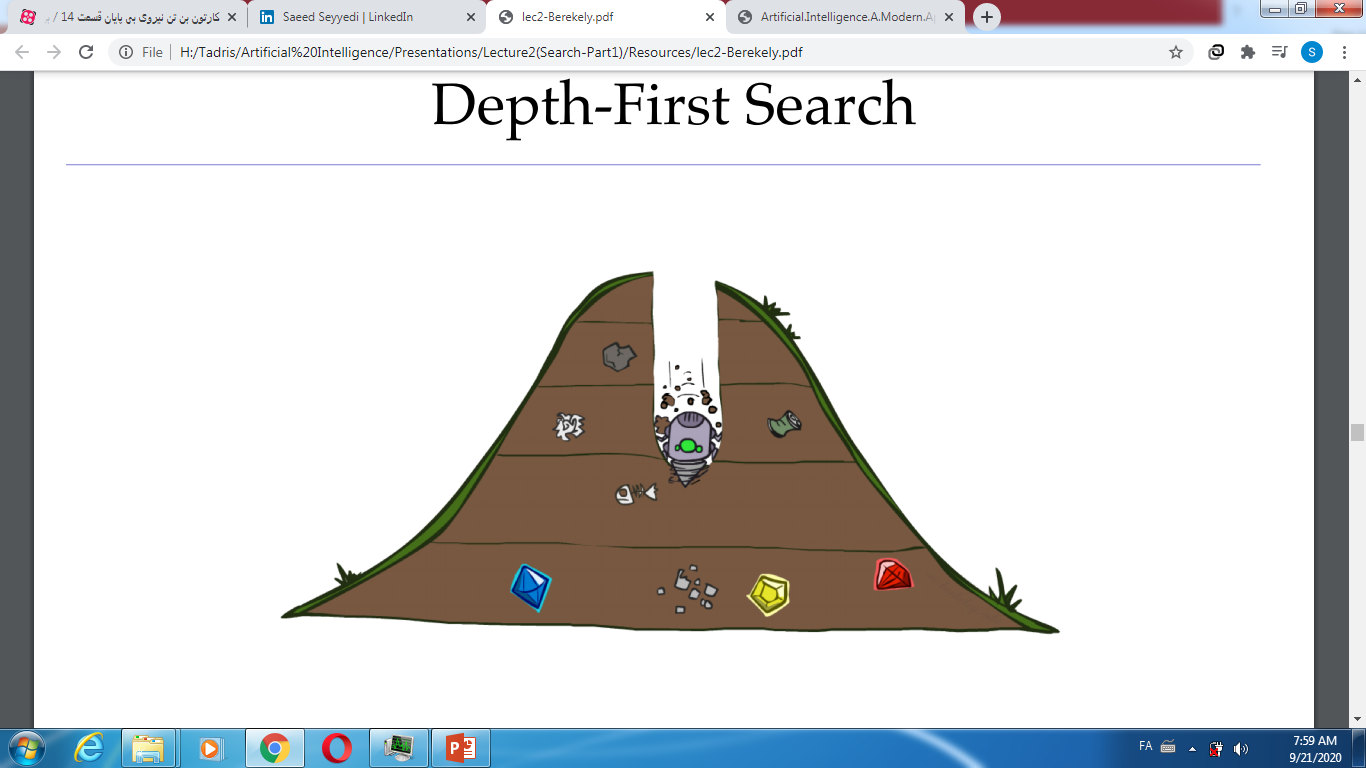 کارتون بن تن نیروی بی پایان قسمت 14 /
Saeed Seyyedi | LinkedIn
lec2-Berekely.pdf
Artificial.Intelligence.A.Modern.A
File
H:/Tadris/Artificial%20Intelligence/Presentations/Lecture2(Search-Part1)/Resources/lec2-Berekely.pdf
S
Depth-First Search
FA
7:59 AM
9/21/2020